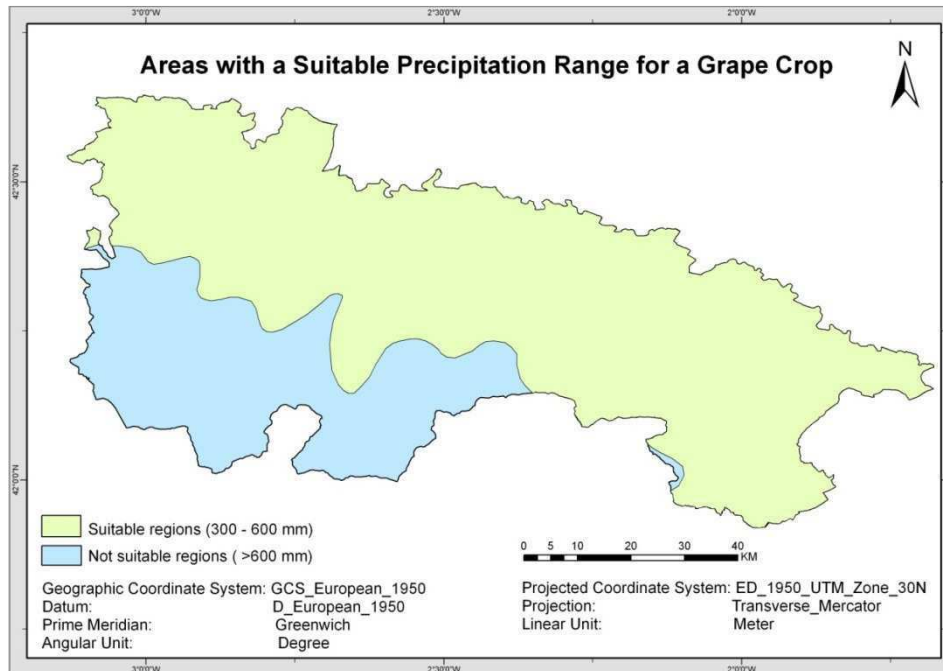 3°0'0"W 2°30'0"W 2°0'0"W
Areas with a Suitable Precipitation Range for a Grape Crop
N
42°30'0"N
42°0'0"N
Suitable regions (300 - 600 mm)
Not suitable regions ( >600 mm)
0 5 10 20 30 40
KM
Geographic Coordinate System: GCS_European_1950
Datum: D_European_1950
Prime Meridian: Greenwich
Angular Unit: Degree
Projected Coordinate System: ED_1950_UTM_Zone_30N
Projection: Transverse_Mercator
Linear Unit: Meter
3°0'0"W 2°30'0"W 2°0'0"W